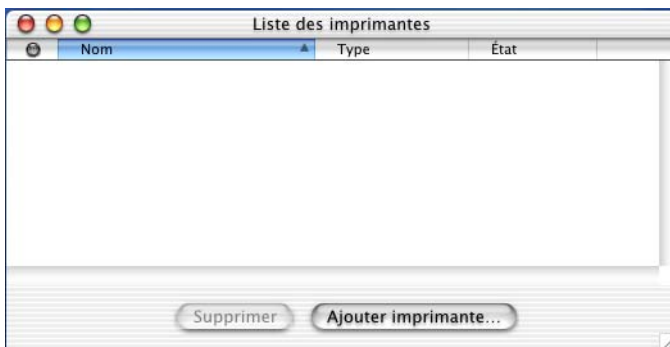 Liste des imprimantes
Nom Type État
Supprimer Ajouter imprimante...